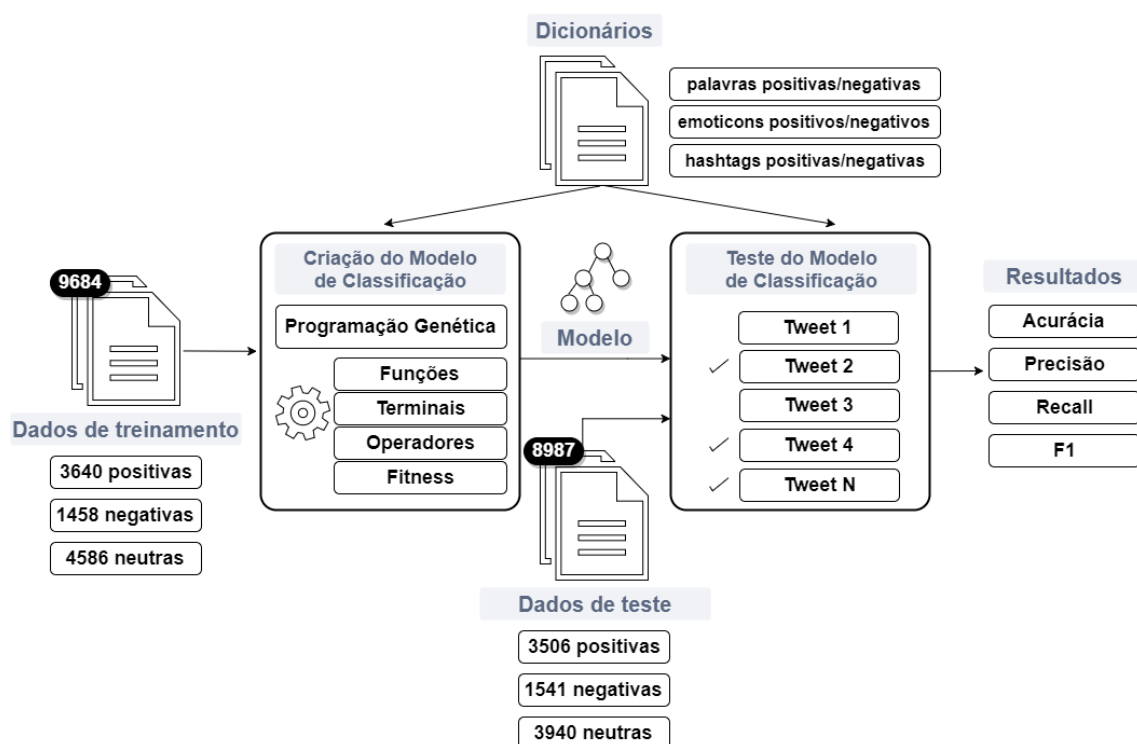 Dicionários
palavras positivas/negativas
emoticons positivos/negativos
hashtags positivas/negativas
9684
Dados de treinamento
3640 positivas
1458 negativas
4586 neutras
Criação do Modelo
de Classificação
Programação Genética
Funções
Terminais
Operadores
Fitness
Modelo
8987
Dados de teste
3506 positivas
1541 negativas
3940 neutras
Teste do Modelo
de Classificação
Tweet 1
Tweet 2
Tweet 3
Tweet 4
Tweet N
Resultados
Acurácia
Precisão
Recall
F1